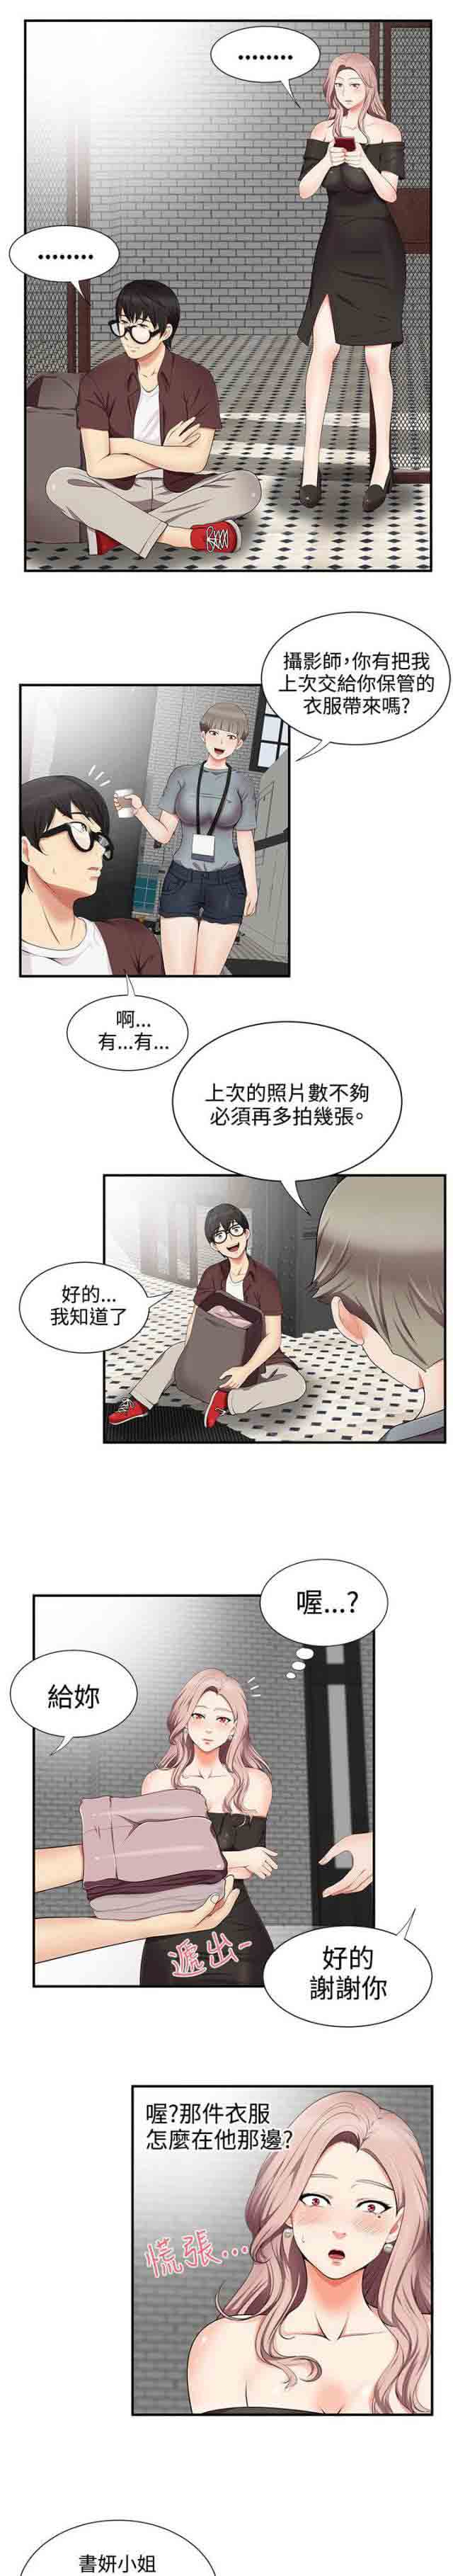 ........
........
攝影師,你有把我
上次交給你保管的
衣服帶來嗎?
啊...
有...有...
上次的照片數不夠
必須再多拍幾張。
好的...
我知道了
喔...?
給妳
遞出~
好的
謝謝你
喔?那件衣服
怎麼在他那邊?
慌張...
書妍小姐